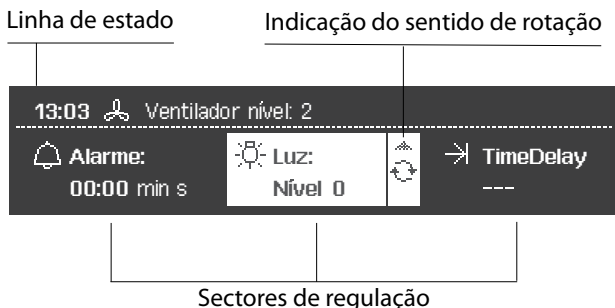 Linha de estado
Indicação do sentido de rotação
13:03 Ventilador nível: 2
Alarme: Luz: TimeDelay
00:00 min s Nível 0 ---
Sectores de regulação